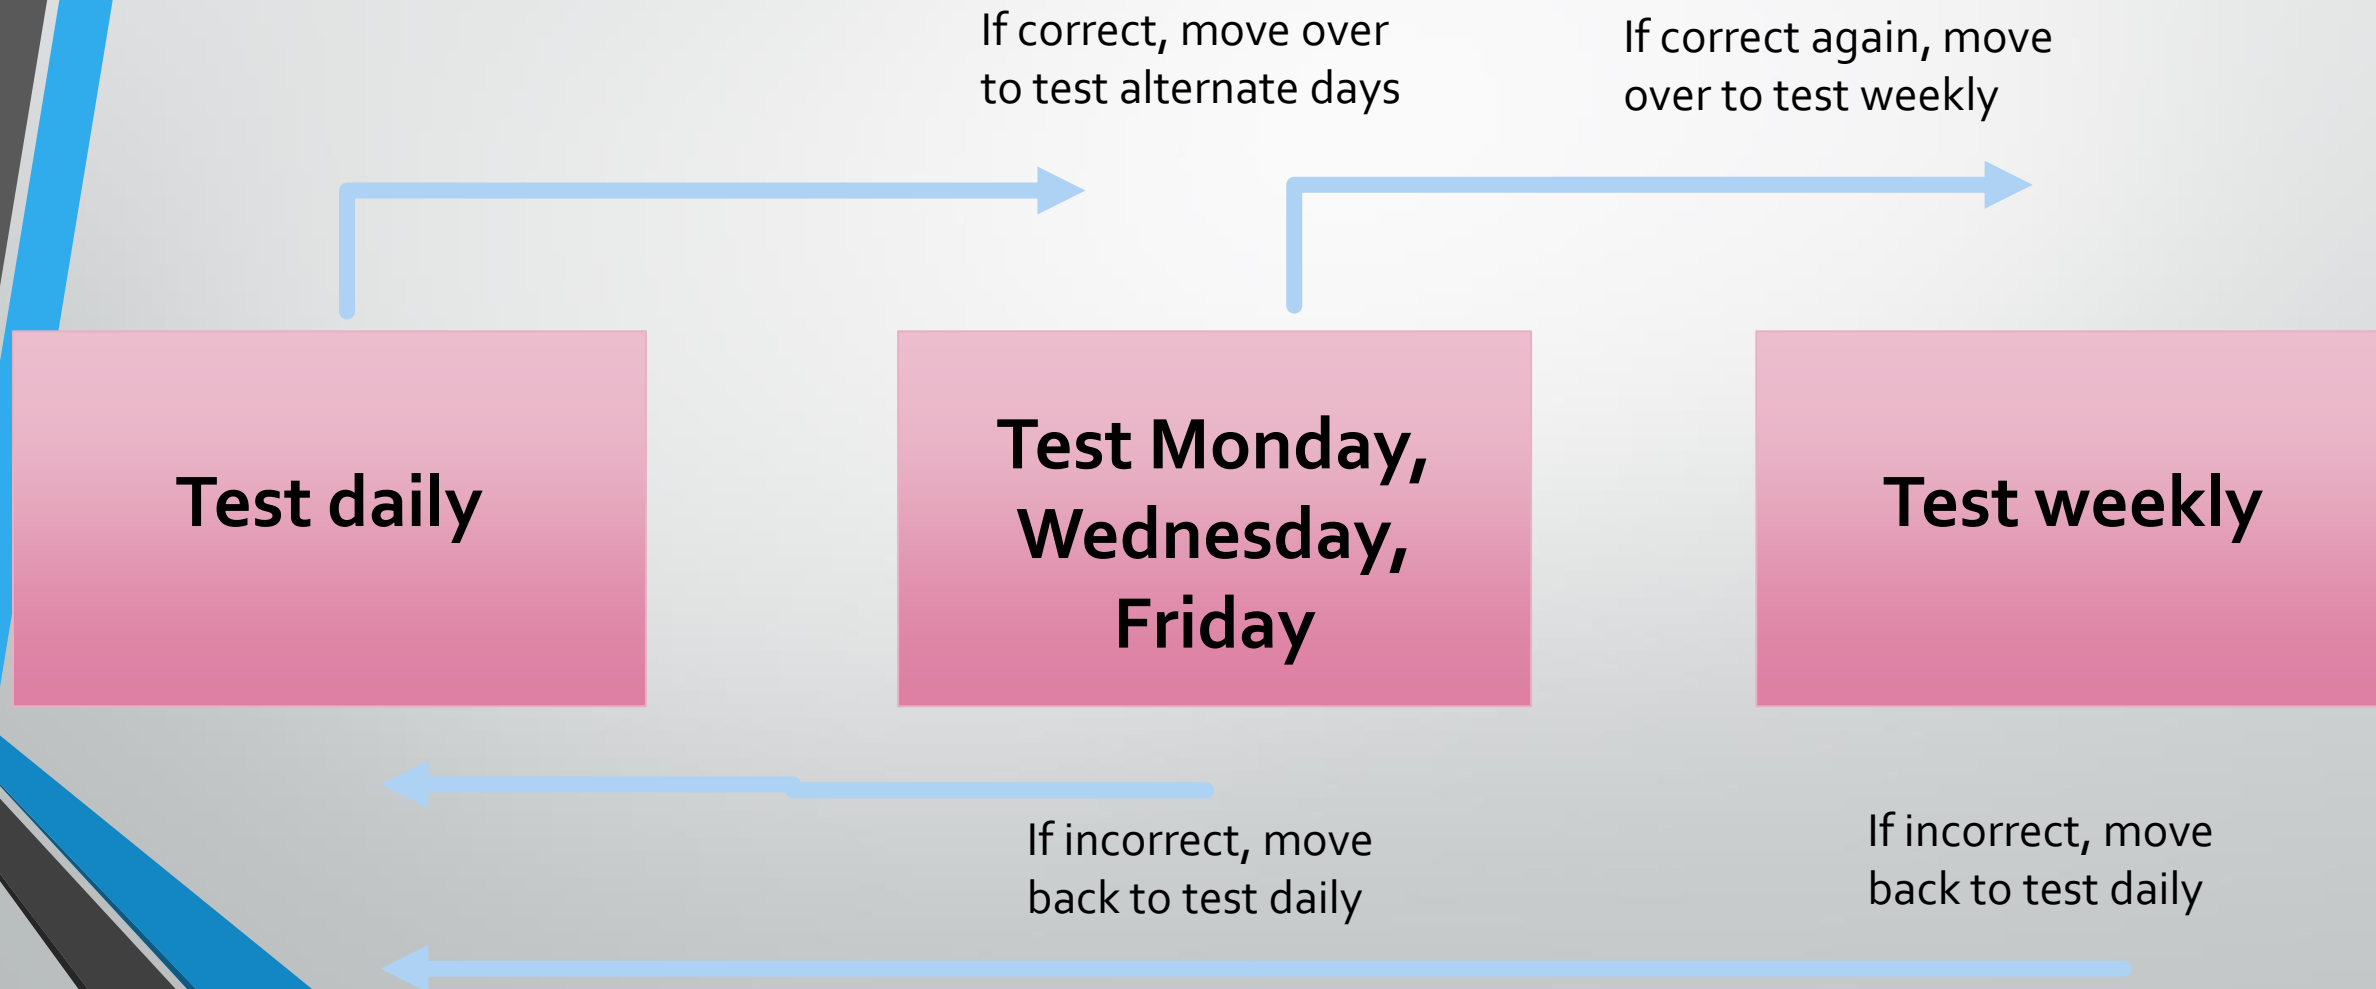 If correct, move over
to test alternate days
If correct again, move
over to test weekly
Test daily
Test Monday,
Wednesday,
Friday
Test weekly
If incorrect, move
back to test daily
If incorrect, move
back to test daily